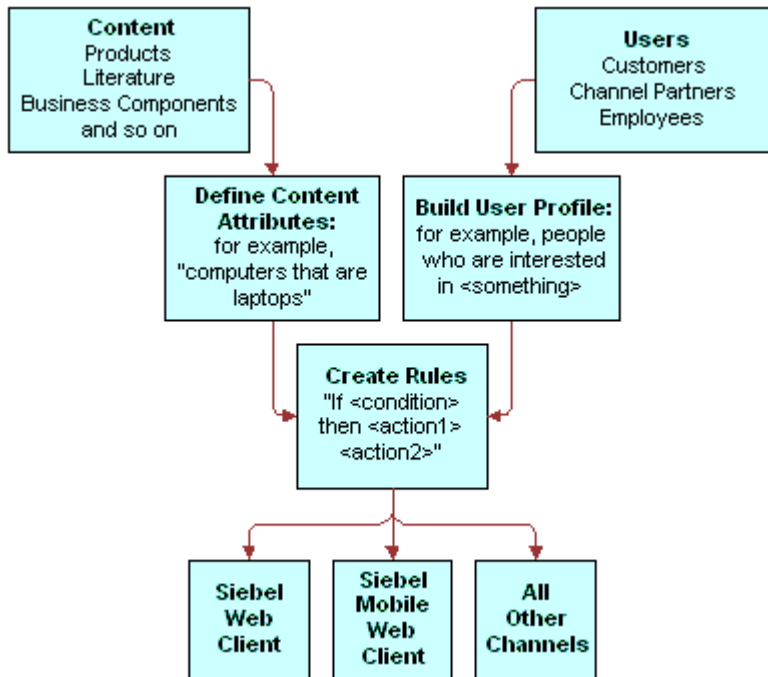 Content
Products
Literature
Business Components
and so on
Users
Customers
Channel Partners
Employees
Define Content
Attributes:
for example,
"computers that are
laptops"
Build User Profile:
for example, people
who are interested
in <something>
Create Rules
"If <condition>
then <action1>
<action2>"
Siebel
Web
Client
Siebel
Mobile
Web
Client
All
Other
Channels